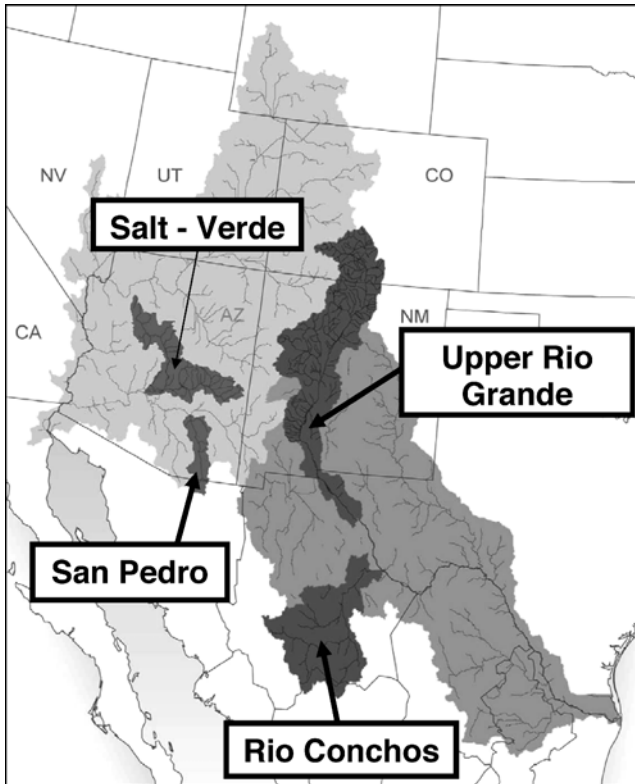 NV
UT
CO
Salt - Verde
AZ
NM
CA
Upper Rio
Grande
San Pedro
Rio Conchos